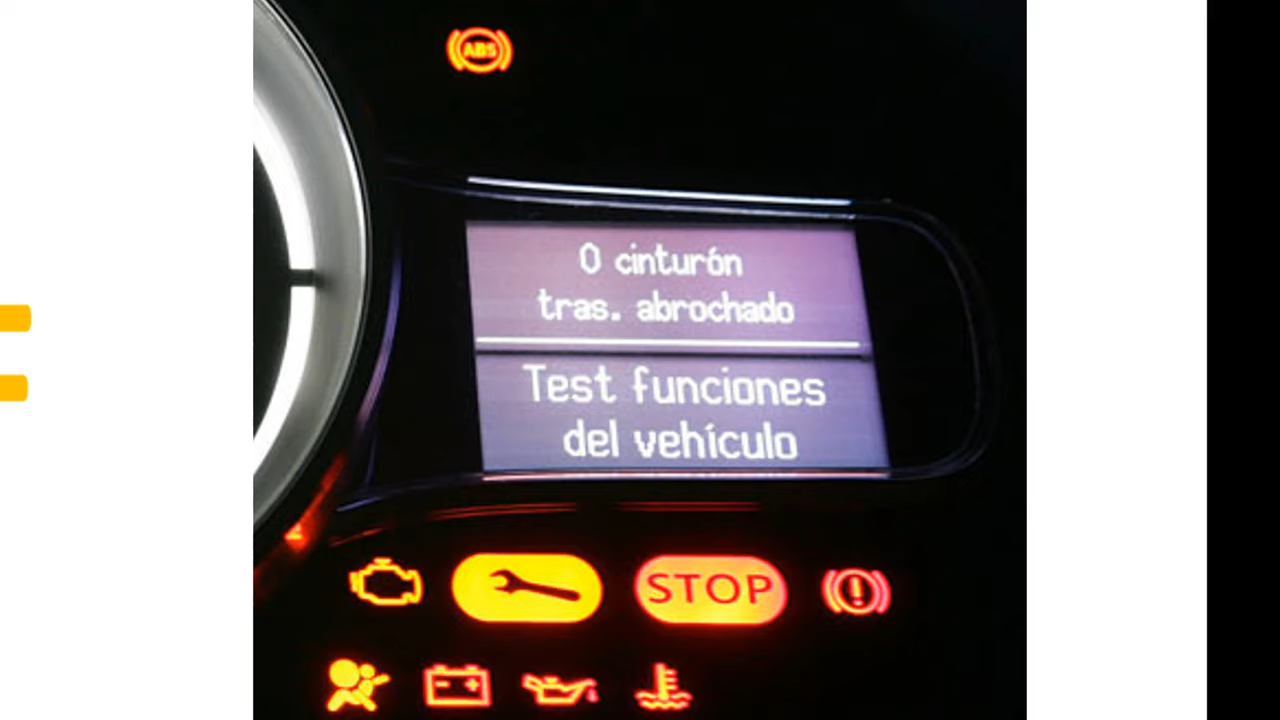 ABS
0 cinturón
tras. abrochado
Test funciones
del vehículo
STOP